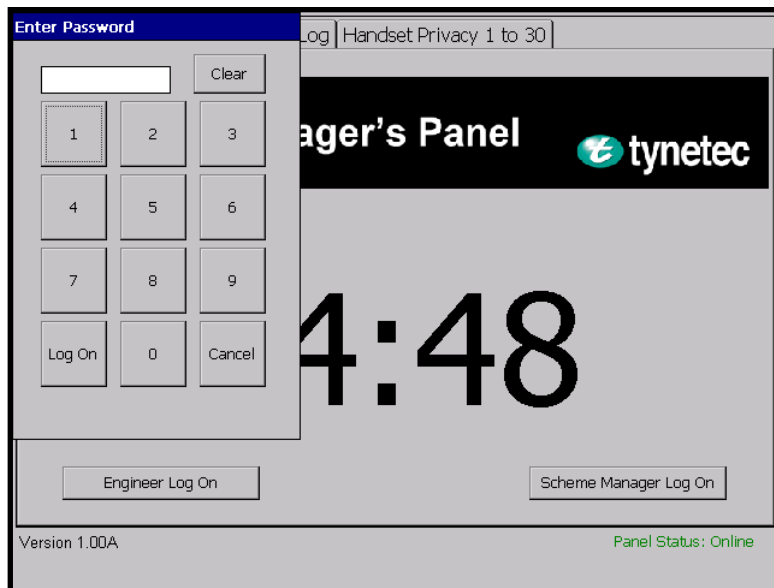 Enter Password
Log Handset Privacy 1 to 30
Clear
1 2 3
ager's Panel
tynetec
4 5 6
7 8 9
4:48
Log On 0 Cancel
Engineer Log On Scheme Manager Log On
Version 1.00A Panel Status: Online